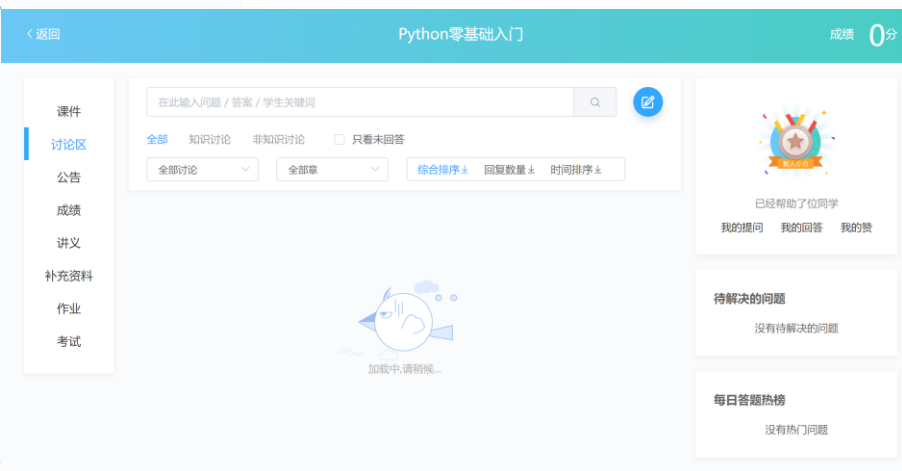 返回
Python零基础入门
成绩 0分
课件
讨论区
公告
成绩
讲义
补充资料
作业
考试
在此输入问题 / 答案 / 学生关键词
全部 知识讨论 非知识讨论 只看未回答
全部讨论 全部章 综合排序 回复数量 时间排序
加载中,请稍候...
已经帮助了位同学
我的提问 我的回答 我的赞
待解决的问题
没有待解决的问题
每日答题热榜
没有热门问题